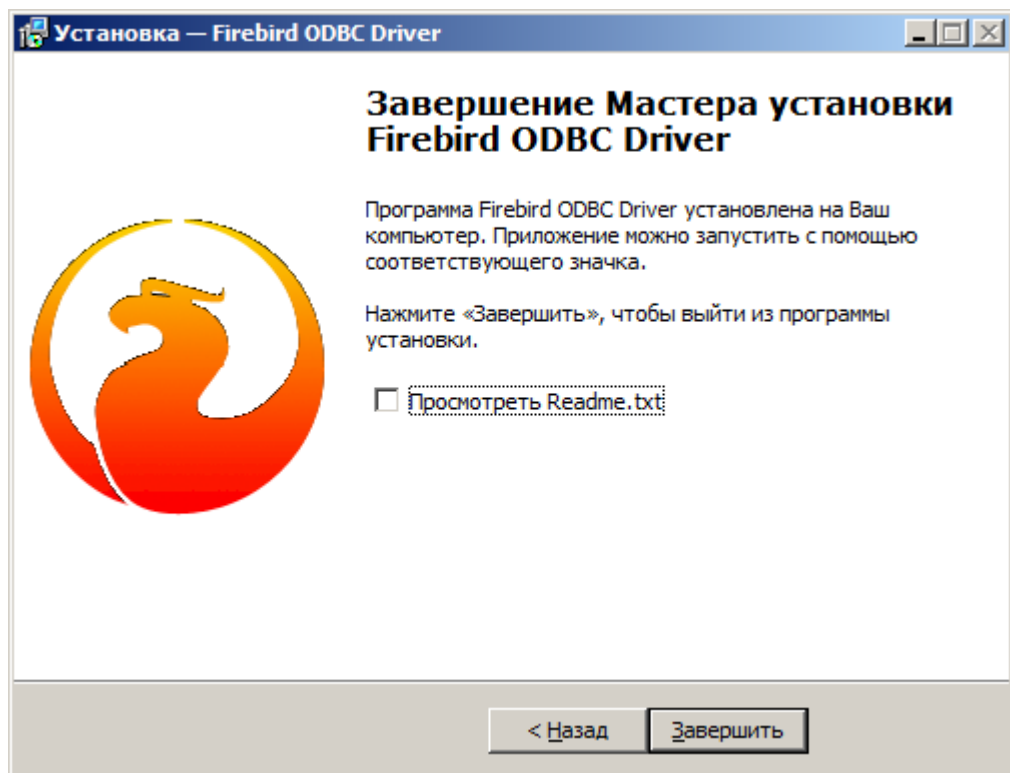 Установка — Firebird ODBC Driver
Завершение Мастера установки
Firebird ODBC Driver
Программа Firebird ODBC Driver установлена на Ваш
компьютер. Приложение можно запустить с помощью
соответствующего значка.
Нажмите «Завершить», чтобы выйти из программы
установки.
Просмотреть Readme.txt
< Назад
Завершить